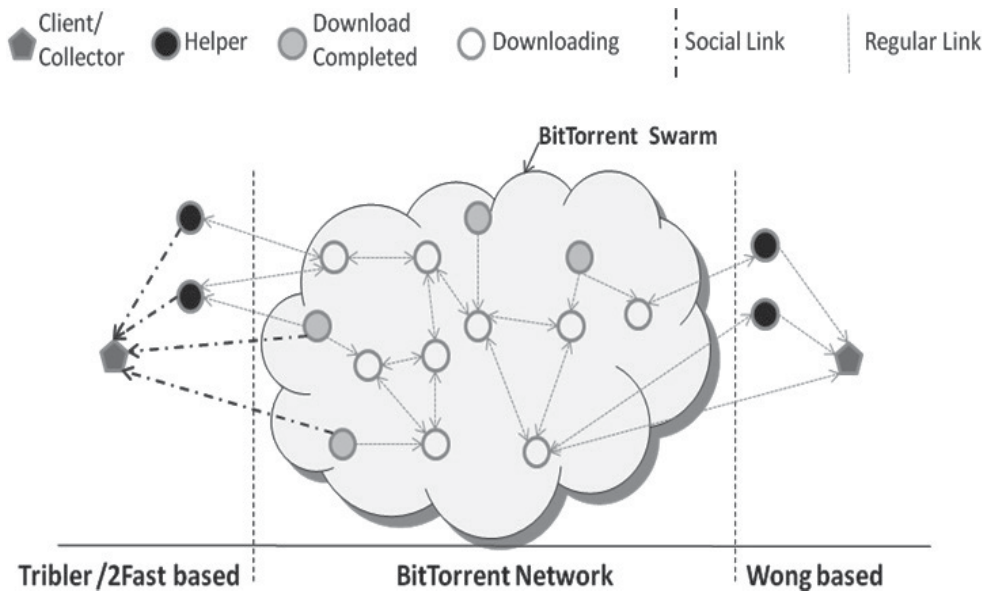 Client/
Collector
Helper
Download
Completed
Downloading
Social Link
Regular Link
BitTorrent Swarm
Tribler /2Fast based
BitTorrent Network
Wong based